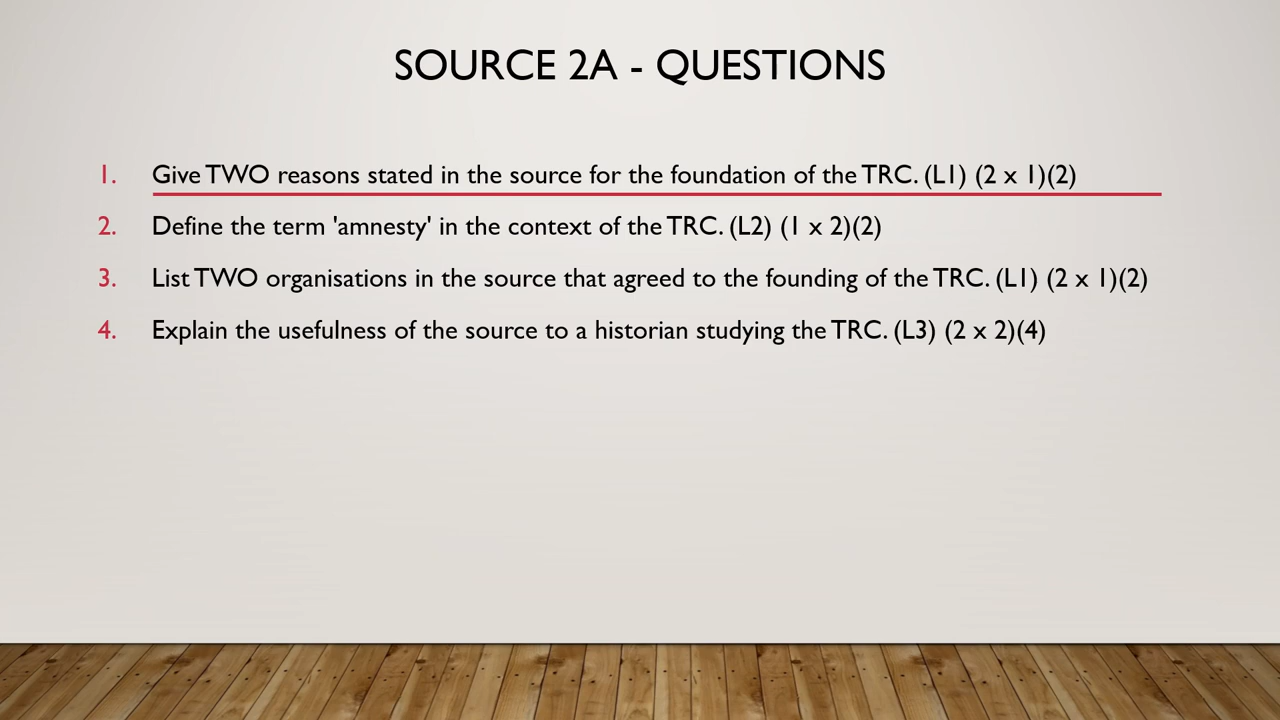 SOURCE 2A - QUESTIONS
1. Give TWO reasons stated in the source for the foundation of the TRC. (L1) (2 x 1)(2)
2. Define the term 'amnesty' in the context of the TRC. (L2) (1 x 2)(2)
3. List TWO organisations in the source that agreed to the founding of the TRC. (L1) (2 x 1)(2)
4. Explain the usefulness of the source to a historian studying the TRC. (L3) (2 x 2)(4)